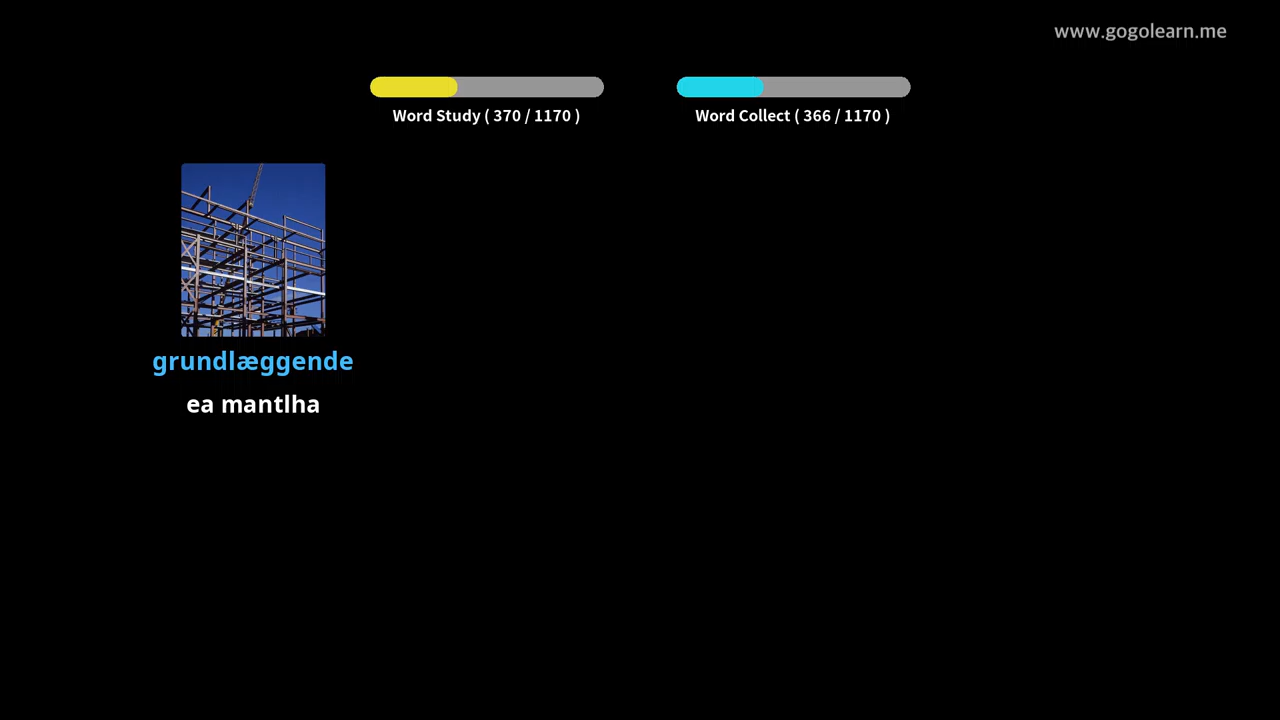 www.gogolearn.me
Word Study ( 370 / 1170 )
Word Collect ( 366 / 1170 )
grundlæggende
ea mantlha